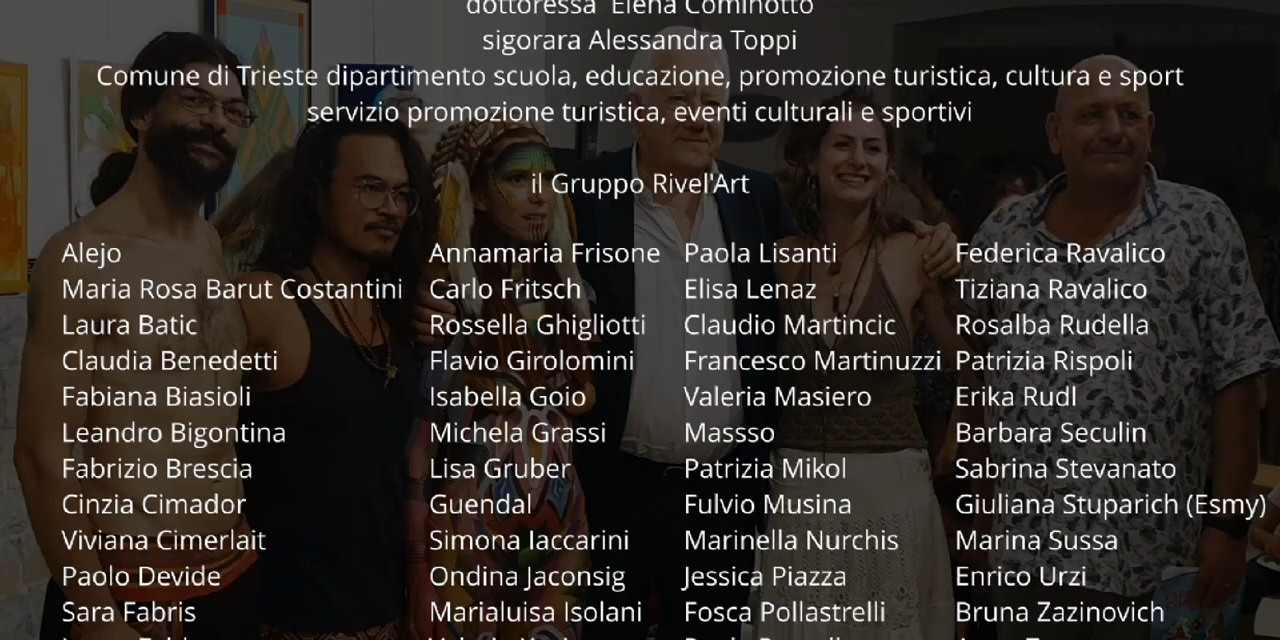 dottoressa Elena Cominotto
sigorara Alessandra Toppi
Comune di Trieste dipartimento scuola, educazione, promozione turistica, cultura e sport
servizio promozione turistica, eventi culturali e sportivi
il Gruppo Rivel'Art
Alejo
Maria Rosa Barut Costantini
Laura Batic
Claudia Benedetti
Fabiana Biasioli
Leandro Bigontina
Fabrizio Brescia
Cinzia Cimador
Viviana Cimerlait
Paolo Devide
Sara Fabris
Annamaria Frisone
Carlo Fritsch
Rossella Ghigliotti
Flavio Girolomini
Isabella Goio
Michela Grassi
Lisa Gruber
Guendal
Simona Iaccarini
Ondina Jaconsig
Marialuisa Isolani
Paola Lisanti
Elisa Lenaz
Claudio Martincic
Francesco Martinuzzi
Valeria Masiero
Massso
Patrizia Mikol
Fulvio Musina
Marinella Nurchis
Jessica Piazza
Fosca Pollastrelli
Federica Ravalico
Tiziana Ravalico
Rosalba Rudella
Patrizia Rispoli
Erika Rudl
Barbara Seculin
Sabrina Stevanato
Giuliana Stuparich (Esmy)
Marina Sussa
Enrico Urzi
Bruna Zazinovich